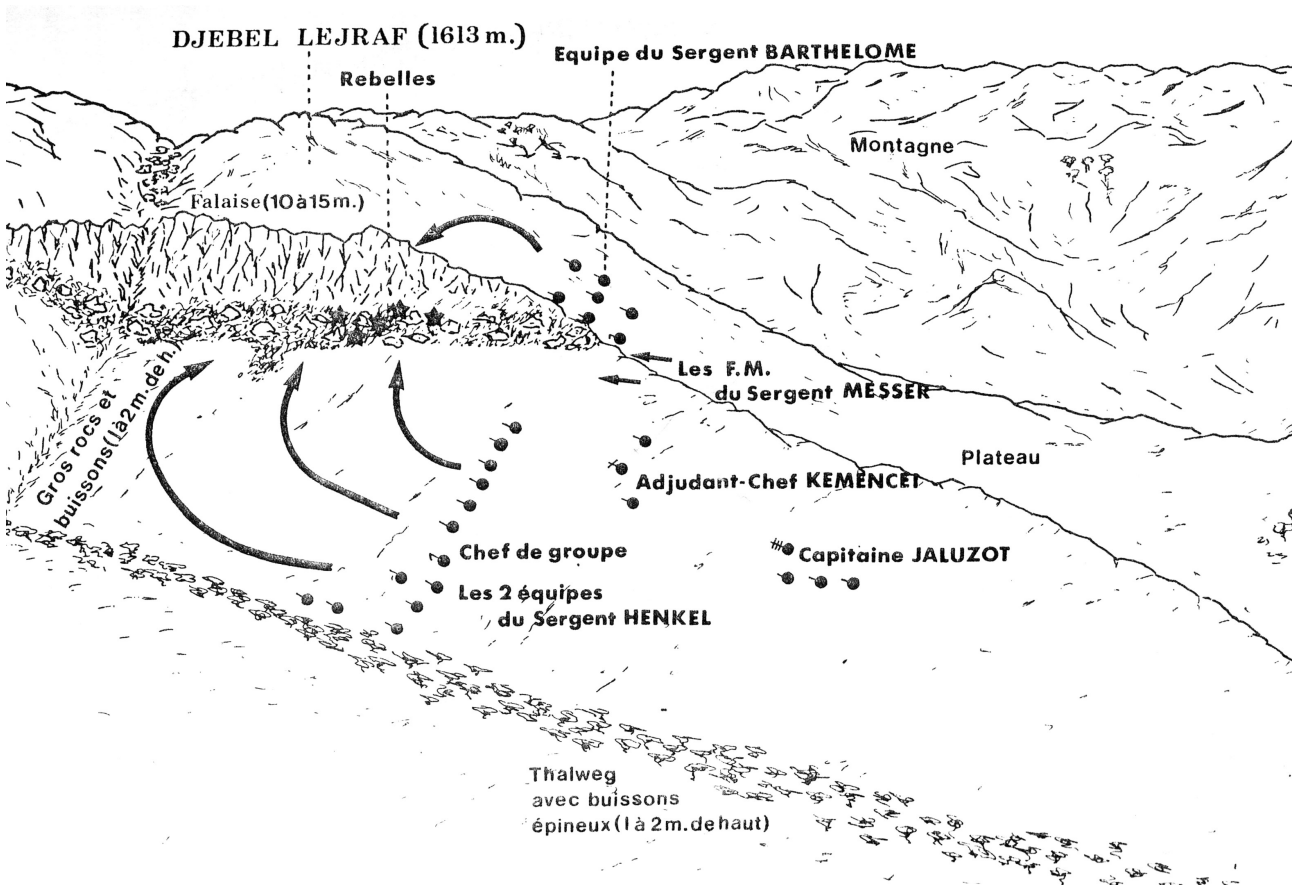 DJEBEL LEJRAF (1613 m.)
Equipe du Sergent BARTHELOME
Rebelles
Montagne
Falaise (10 à 15 m.)
Les F.M.
du Sergent MESSER
Gros rocs et
buissons (1 à 2 m. de h.)
Plateau
Adjudant-Chef KEMENCEI
Chef de groupe
Capitaine JALUZOT
Les 2 équipes
du Sergent HENKEL
Thalweg
avec buissons
épineux (1 à 2 m. de haut)